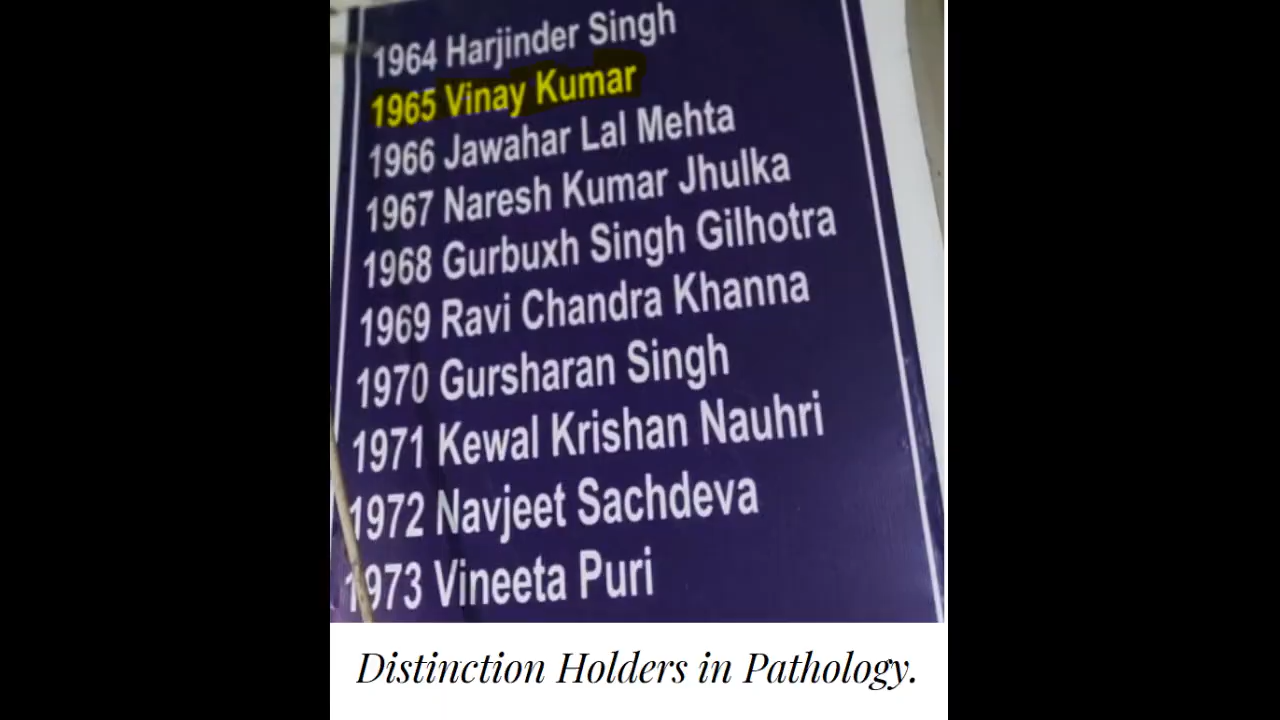 1964 Harjinder Singh
1965 Vinay Kumar
1966 Jawahar Lal Mehta
1967 Naresh Kumar Jhulka
1968 Gurbuxh Singh Gilhotra
1969 Ravi Chandra Khanna
1970 Gursharan Singh
1971 Kewal Krishan Nauhri
1972 Navjeet Sachdeva
1973 Vineeta Puri
Distinction Holders in Pathology.